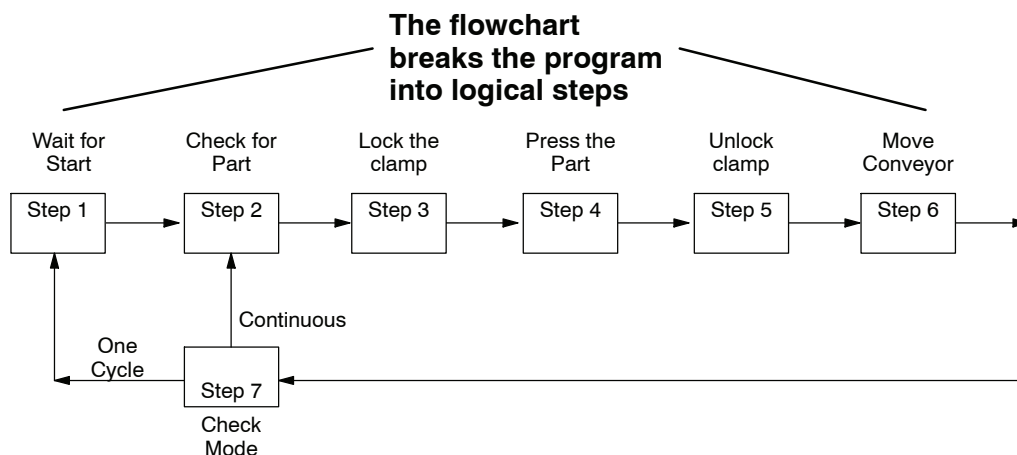 The flowchart
breaks the program
into logical steps
Wait for
Start
Check for
Part
Lock the
clamp
Press the
Part
Unlock
clamp
Move
Conveyor
Step 1
Step 2
Step 3
Step 4
Step 5
Step 6
Continuous
One
Cycle
Step 7
Check
Mode